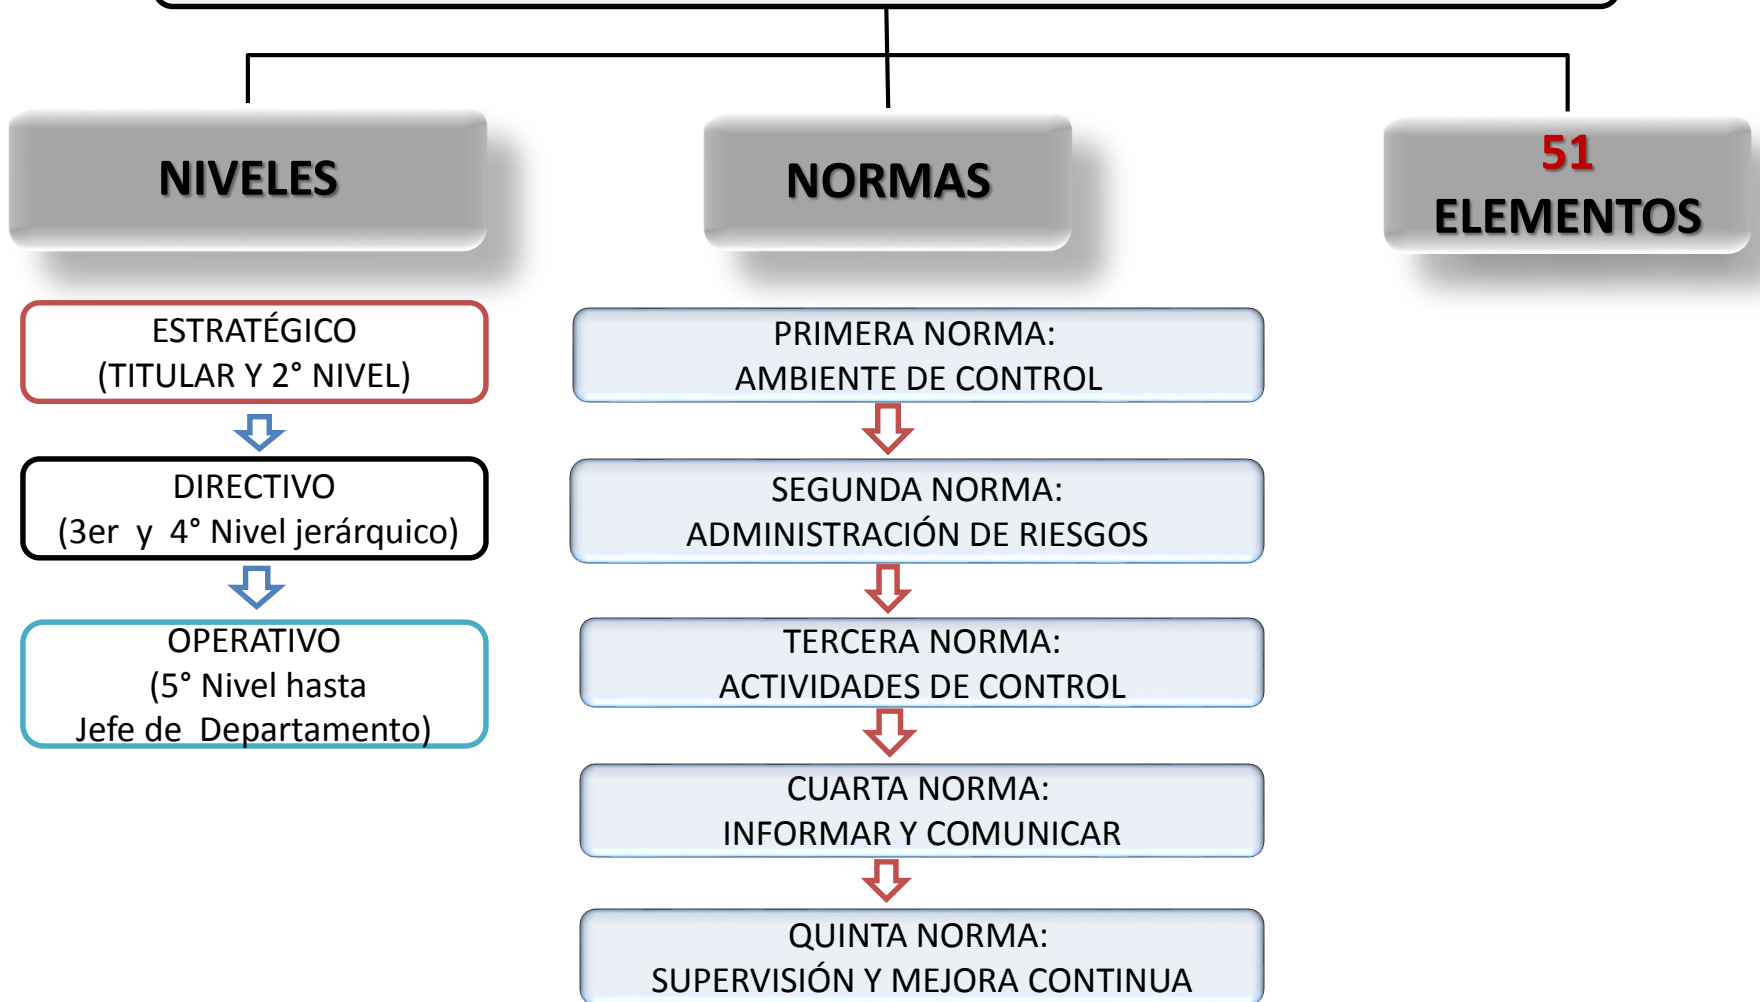 NIVELES
NORMAS
51
ELEMENTOS
ESTRATÉGICO
(TITULAR Y 2° NIVEL)
DIRECTIVO
(3er y 4° Nivel jerárquico)
OPERATIVO
(5° Nivel hasta
Jefe de Departamento)
PRIMERA NORMA:
AMBIENTE DE CONTROL
SEGUNDA NORMA:
ADMINISTRACIÓN DE RIESGOS
TERCERA NORMA:
ACTIVIDADES DE CONTROL
CUARTA NORMA:
INFORMAR Y COMUNICAR
QUINTA NORMA:
SUPERVISIÓN Y MEJORA CONTINUA